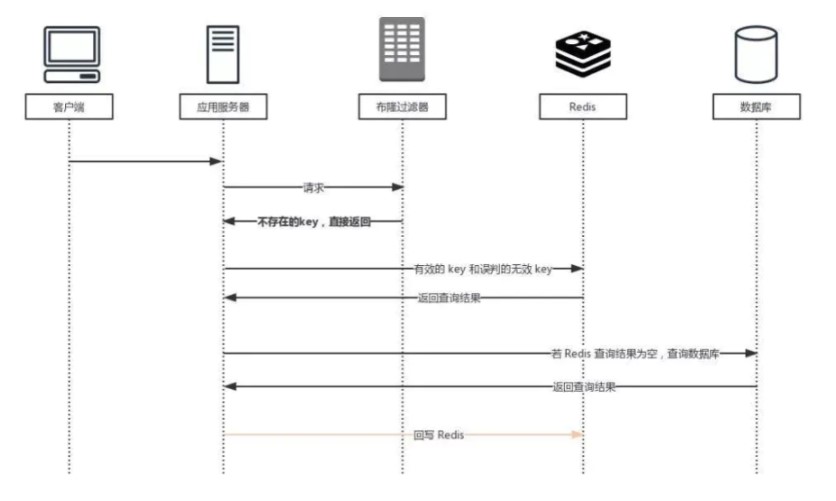 客户端
应用服务器
布隆过滤器
Redis
数据库
请求
不存在的key，直接返回
有效的 key 和误判的无效 key
返回查询结果
若 Redis 查询结果为空，查询数据库
返回查询结果
回写 Redis